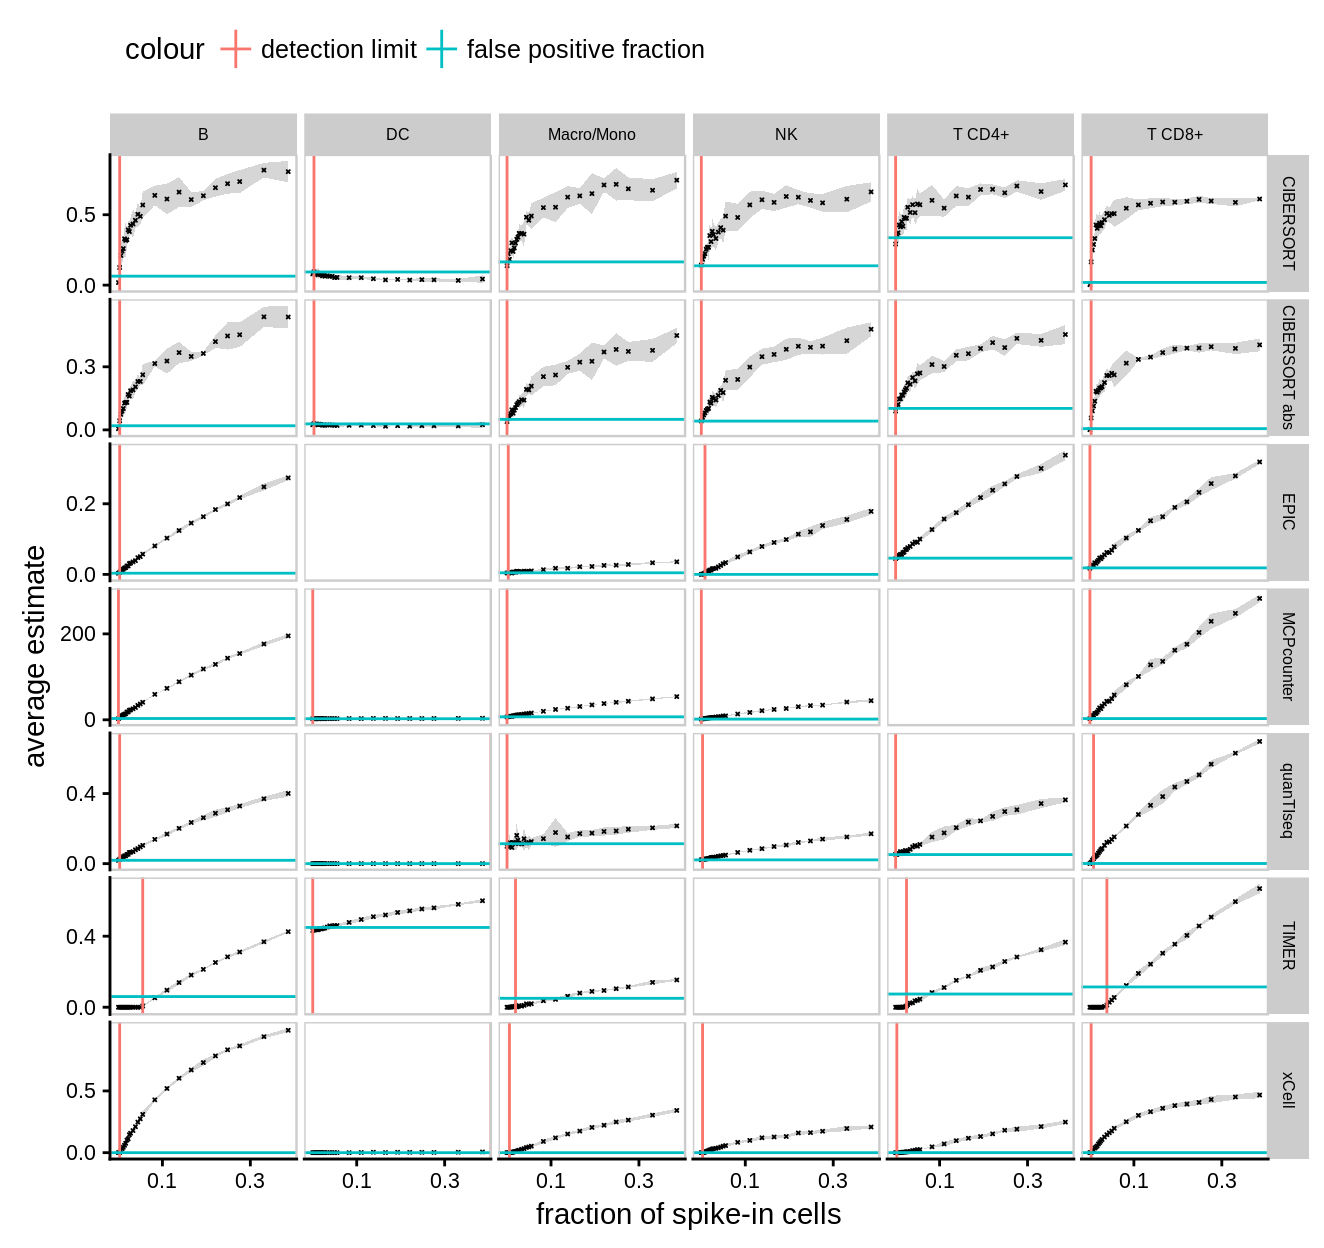 colour detection limit false positive fraction
B DC Macro/Mono NK T CD4+ T CD8+
0.5
0.0
CIBERSORT
0.3
0.0
CIBERSORT abs
0.2
0.0
EPIC
200
0
MCPcounter
0.4
0.0
quanTIseq
0.4
0.0
TIMER
0.5
0.0
xCell
average estimate
0.1 0.3 0.1 0.3 0.1 0.3 0.1 0.3 0.1 0.3 0.1 0.3
fraction of spike-in cells